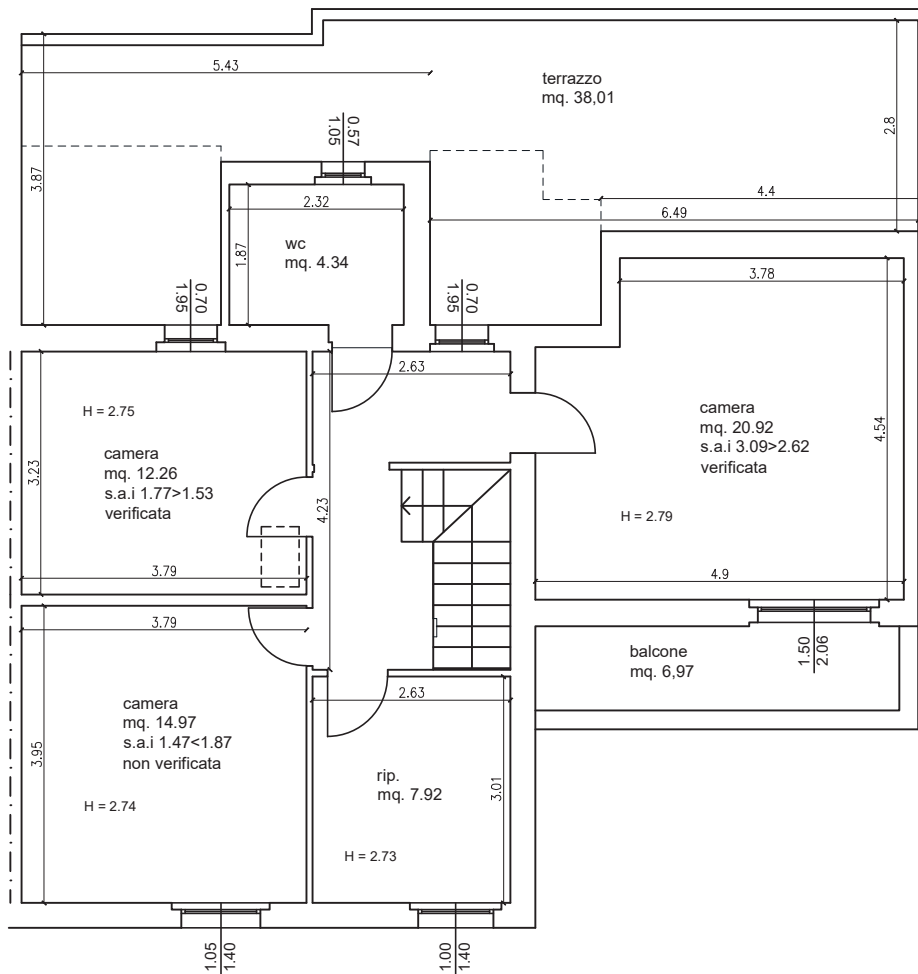 5.43
terrazzo
mq. 38,01
2.8
3.87
0.57
1.05
4.4
2.32
6.49
1.87
wc
mq. 4.34
3.78
0.70
1.95
0.70
1.95
2.63
H = 2.75
camera
mq. 12.26
s.a.i 1.77>1.53
verificata
3.23
4.23
camera
mq. 20.92
s.a.i 3.09>2.62
verificata
4.54
H = 2.79
3.79
4.9
3.79
balcone
mq. 6,97
1.50
2.06
camera
mq. 14.97
s.a.i 1.47<1.87
non verificata
3.95
H = 2.74
2.63
rip.
mq. 7.92
3.01
H = 2.73
1.05
1.40
1.00
1.40